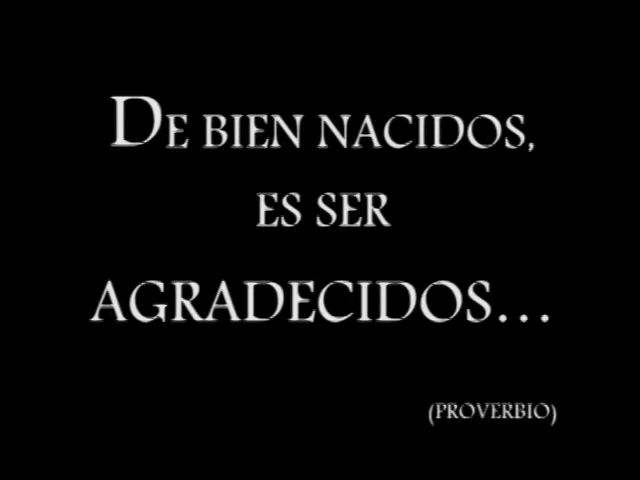 DE BIEN NACIDOS,
ES SER
AGRADECIDOS...
(PROVERBIO)